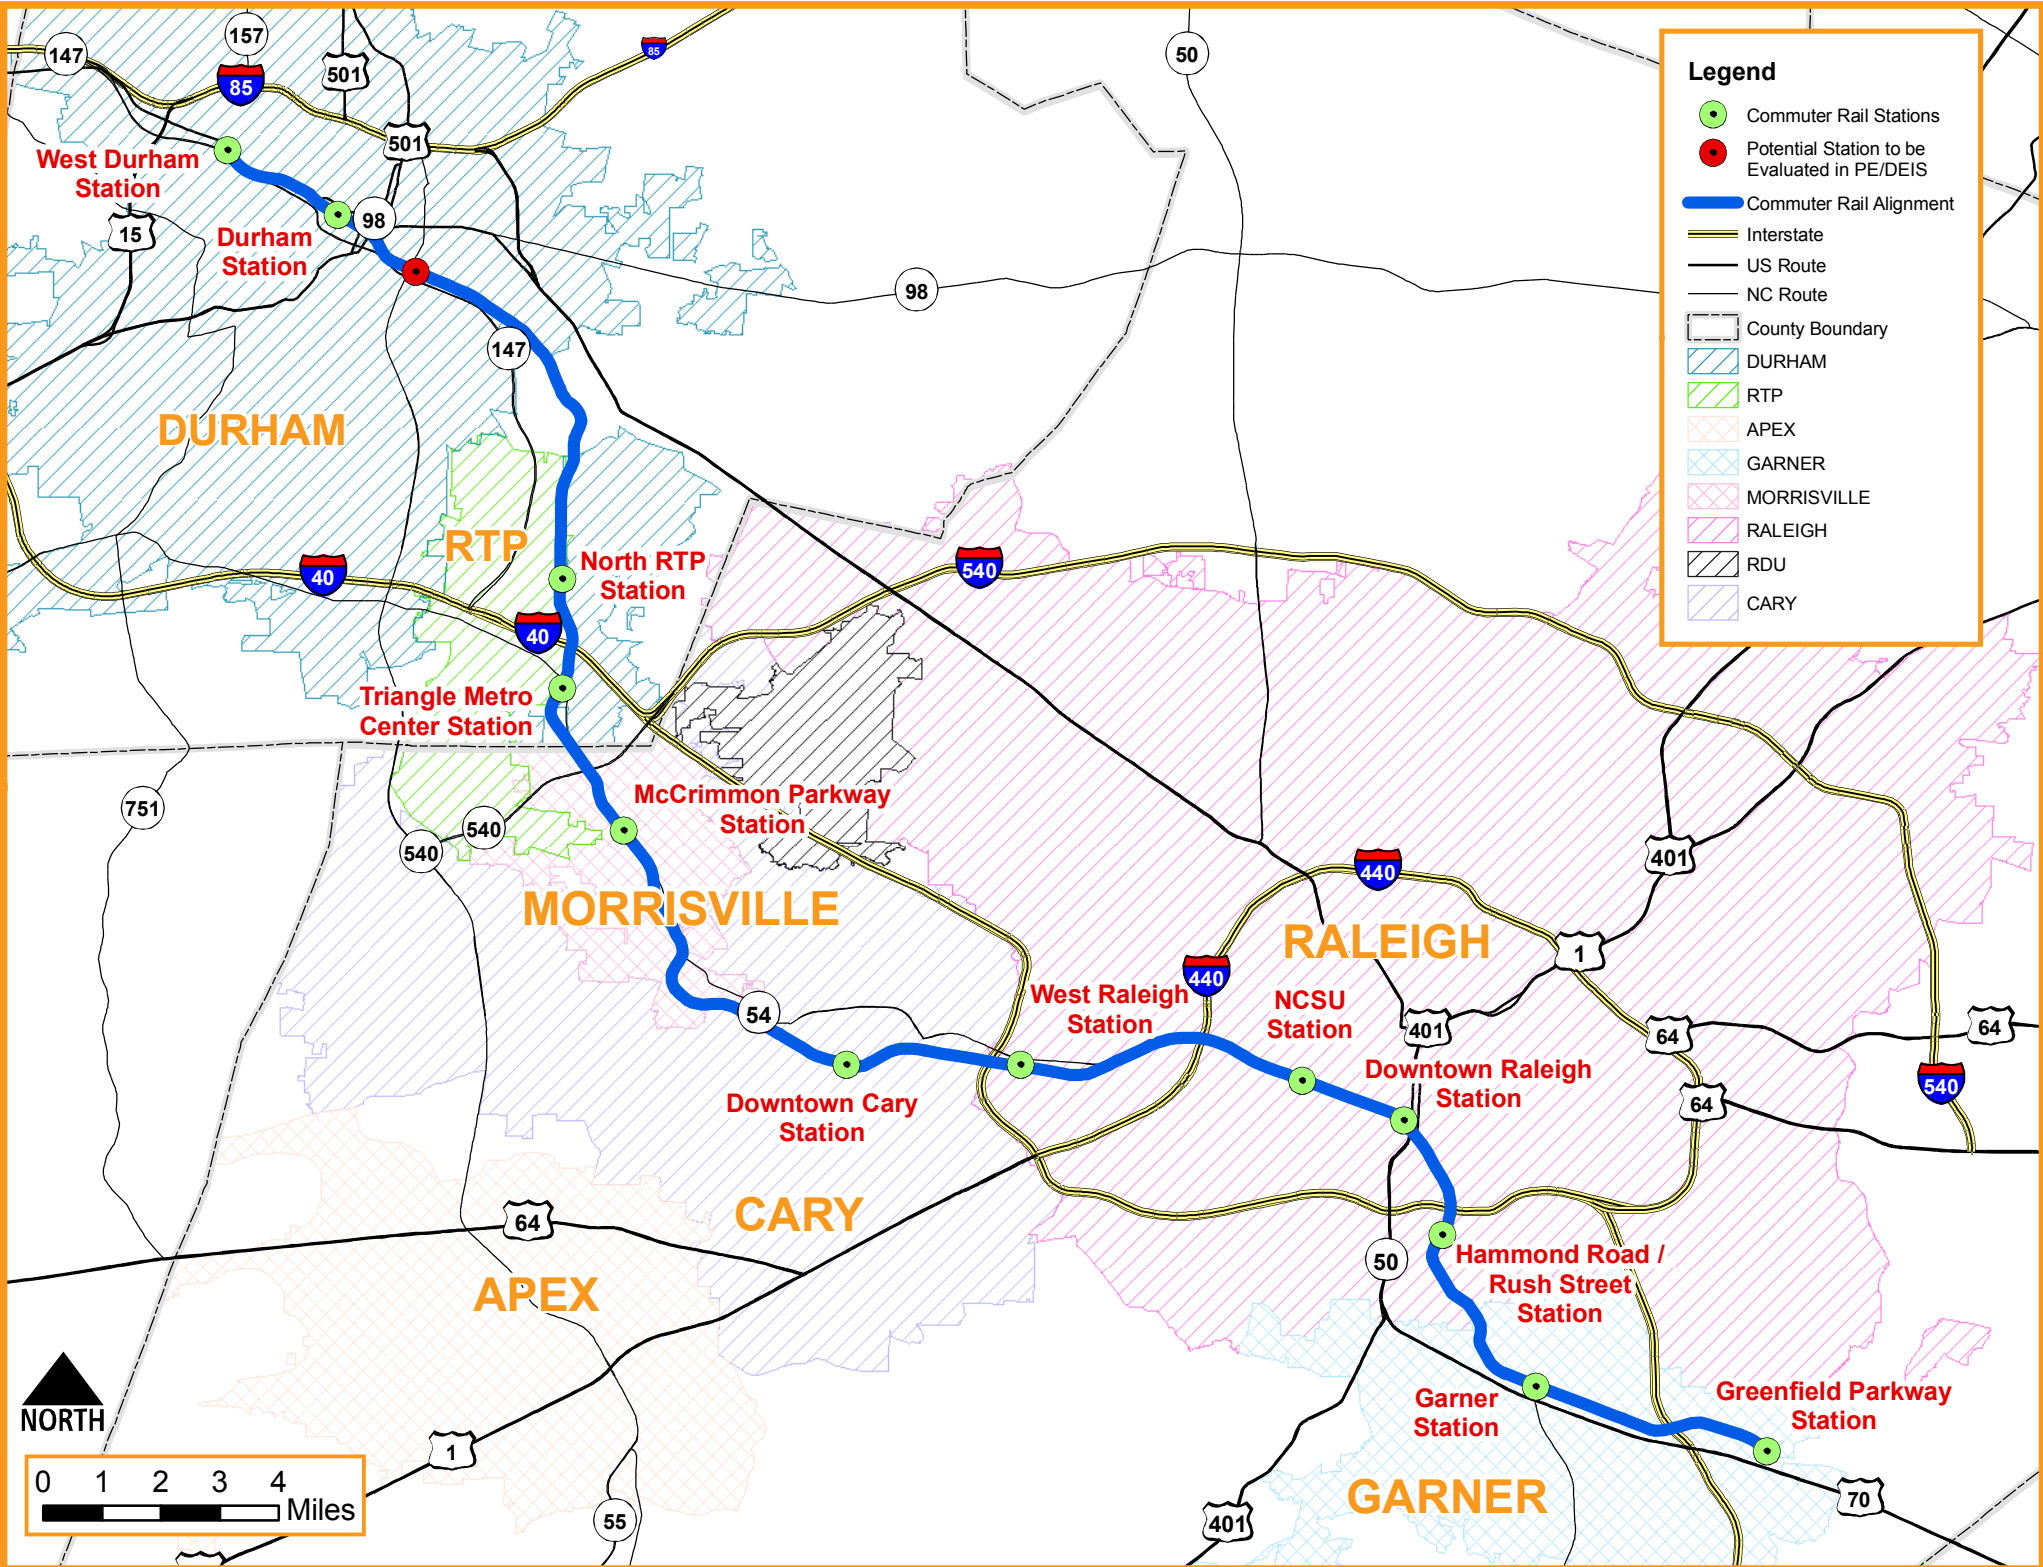 157
147
85
501
85
50
501
West Durham
Station
15
98
Durham
Station
98
147
DURHAM
RTP
40
North RTP
Station
540
40
Triangle Metro
Center Station
751
McCrimmon Parkway
Station
540
540
401
440
MORRISVILLE
RALEIGH
1
440
West Raleigh
Station
NCSU
Station
54
401
64
64
Downtown Raleigh
Station
540
64
Downtown Cary
Station
CARY
64
50
Hammond Road /
Rush Street
Station
APEX
Garner
Station
Greenfield Parkway
Station
1
GARNER
70
55
401
Legend
Commuter Rail Stations
Potential Station to be
Evaluated in PE/DEIS
Commuter Rail Alignment
Interstate
US Route
NC Route
County Boundary
DURHAM
RTP
APEX
GARNER
MORRISVILLE
RALEIGH
RDU
CARY
NORTH
0 1 2 3 4
Miles